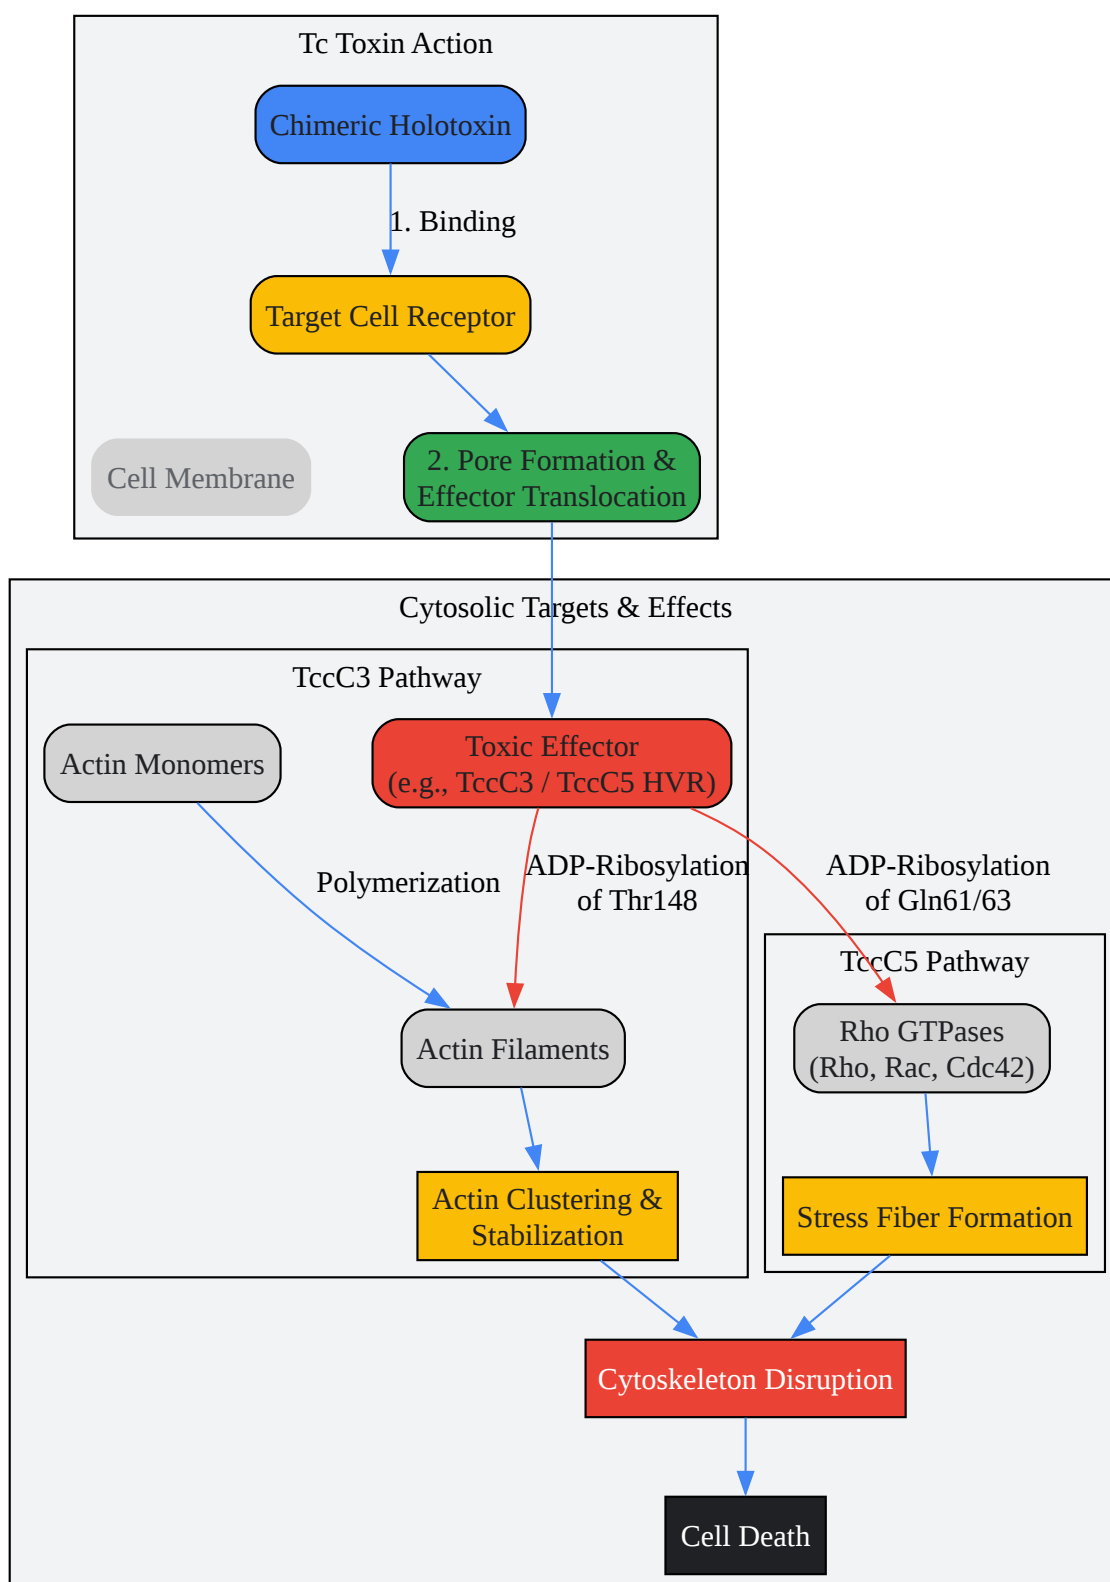 Tc Toxin Action
Chimeric Holotoxin
1. Binding
Target Cell Receptor
Cell Membrane
2. Pore Formation &
Effector Translocation
Cytosolic Targets & Effects
TccC3 Pathway
Actin Monomers
Toxic Effector
(e.g., TccC3 / TccC5 HVR)
Polymerization
ADP-Ribosylation
of Thr148
ADP-Ribosylation
of Gln61/63
TccC5 Pathway
Actin Filaments
Rho GTPases
(Rho, Rac, Cdc42)
Actin Clustering &
Stabilization
Stress Fiber Formation
Cytoskeleton Disruption
Cell Death